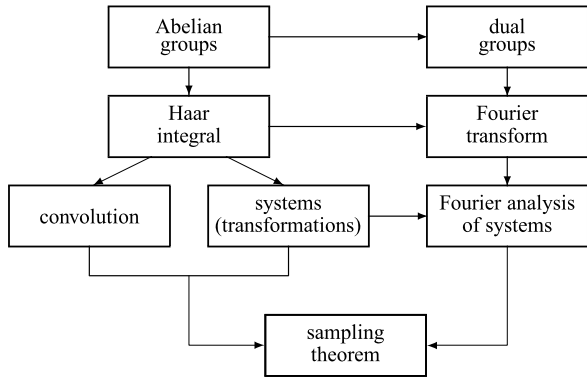 Abelian
groups
dual
groups
Haar
integral
Fourier
transform
convolution
systems
(transformations)
Fourier analysis
of systems
sampling
theorem